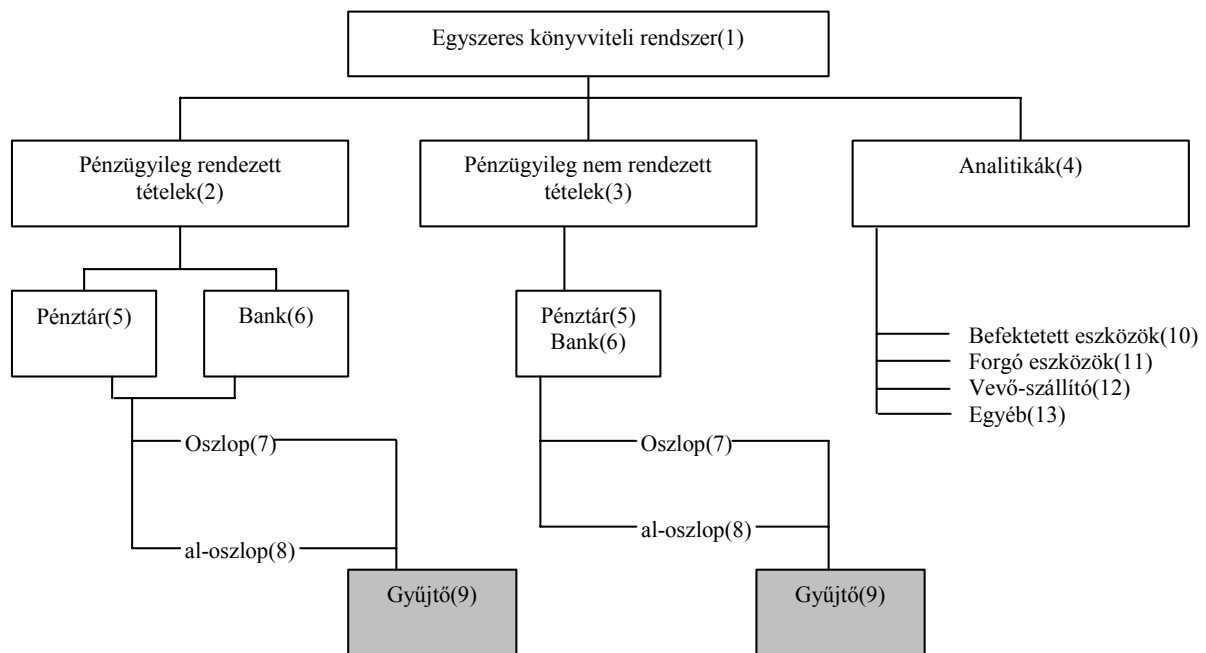 Egyszeres könyvviteli rendszer(1)
Pénzügyileg rendezett
tételek(2)
Pénzügyileg nem rendezett
tételek(3)
Analitikák(4)
Pénztár(5)
Bank(6)
Pénztár(5)
Bank(6)
Befektetett eszközök(10)
Forgó eszközök(11)
Vevő-szállító(12)
Egyéb(13)
Oszlop(7)
Oszlop(7)
al-oszlop(8)
al-oszlop(8)
Gyűjtő(9)
Gyűjtő(9)